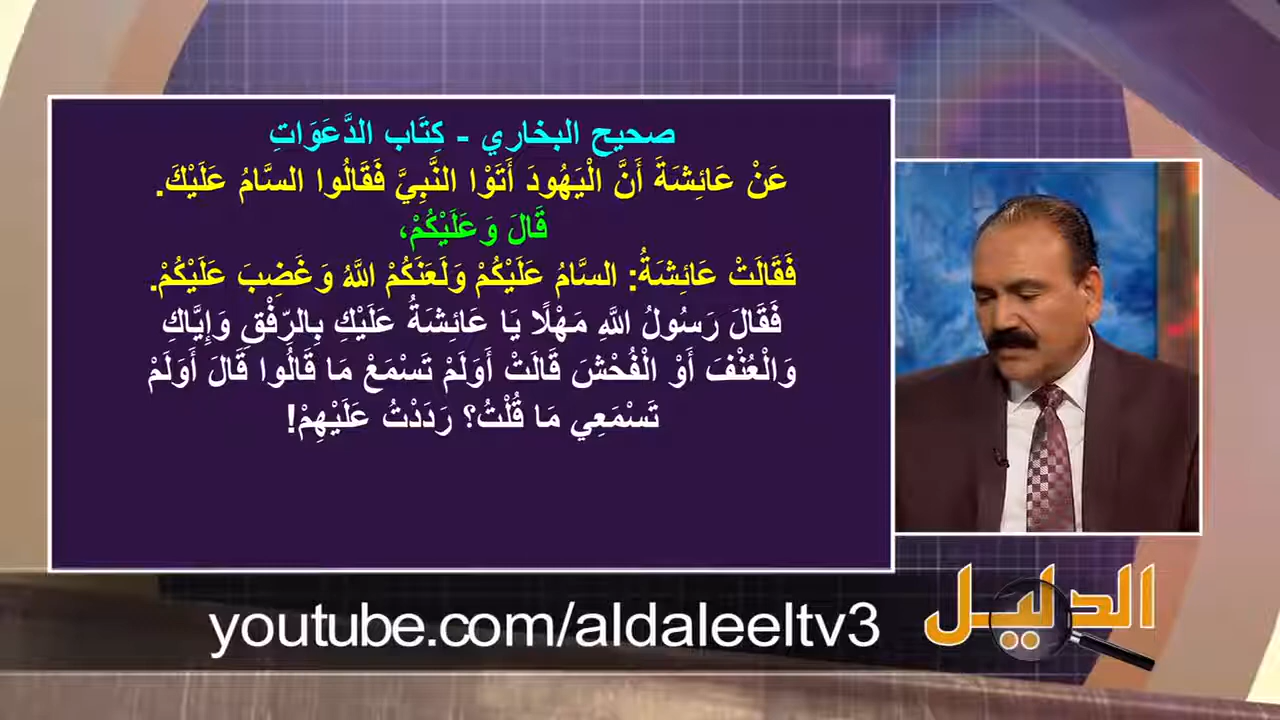 صحيح البخاري - كِتَاب الدَّعَوَاتِ
عَنْ عَائِشَةَ أَنَّ الْيَهُودَ أَتَوْا النَّبِيَّ فَقَالُوا السَّامُ عَلَيْكَ.
قَالَ وَعَلَيْكُمْ،
فَقَالَتْ عَائِشَةُ: السَّامُ عَلَيْكُمْ وَلَعَنَكُمْ اللَّهُ وَغَضِبَ عَلَيْكُمْ.
فَقَالَ رَسُولُ اللَّهِ مَهْلًا يَا عَائِشَةُ عَلَيْكِ بِالرِّفْقِ وَإِيَّاكِ
وَالْعُنْفَ أَوْ الْفُحْشَ قَالَتْ أَوَلَمْ تَسْمَعْ مَا قَالُوا قَالَ أَوَلَمْ
تَسْمَعِي مَا قُلْتُ؟ رَدَدْتُ عَلَيْهِمْ!
الدليل
youtube.com/aldaleeltv3